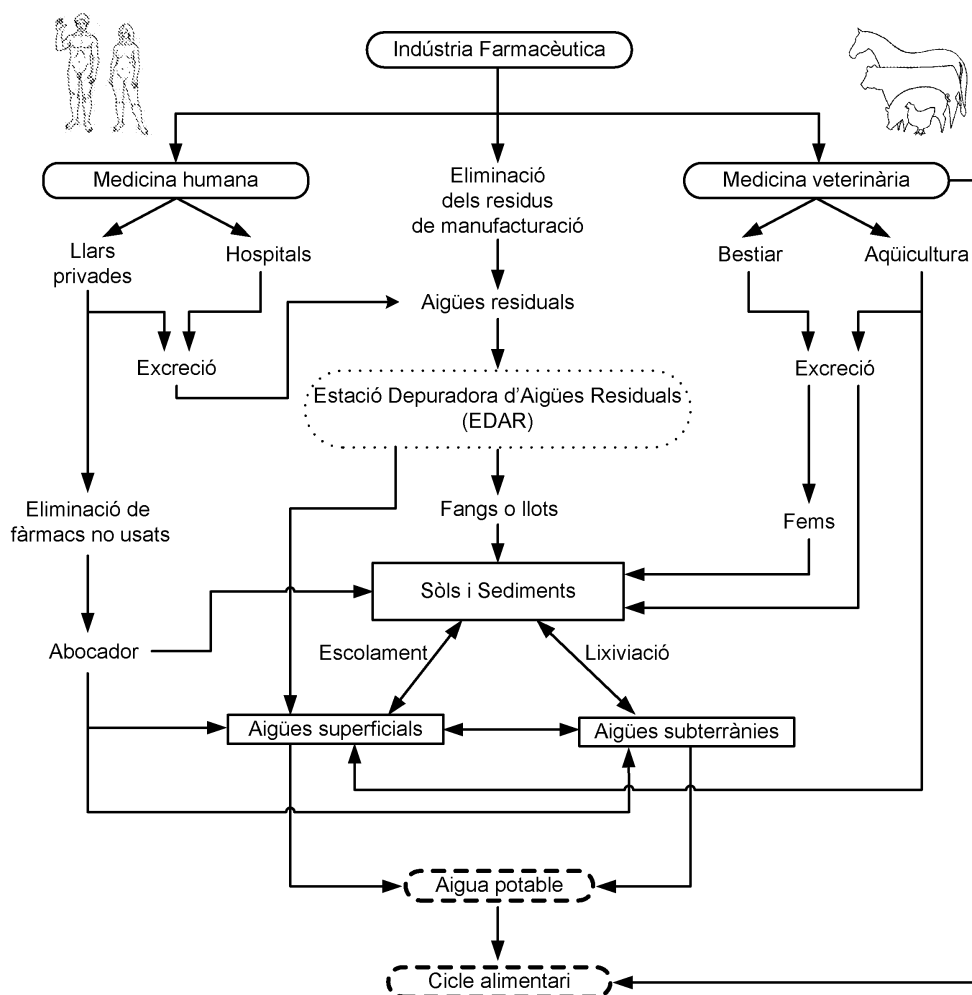 Indústria Farmacèutica
Medicina humana
Eliminació
dels residus
de manufacturació
Medicina veterinària
Llars
privades
Hospitals
Bestiar
Aqüicultura
Aigües residuals
Excreció
Excreció
Estació Depuradora d'Aigües Residuals
(EDAR)
Eliminació de
fàrmacs no usats
Fangs o llots
Fems
Sòls i Sediments
Abocador
Escolament
Lixiviació
Aigües superficials
Aigües subterrànies
Aigua potable
Cicle alimentari